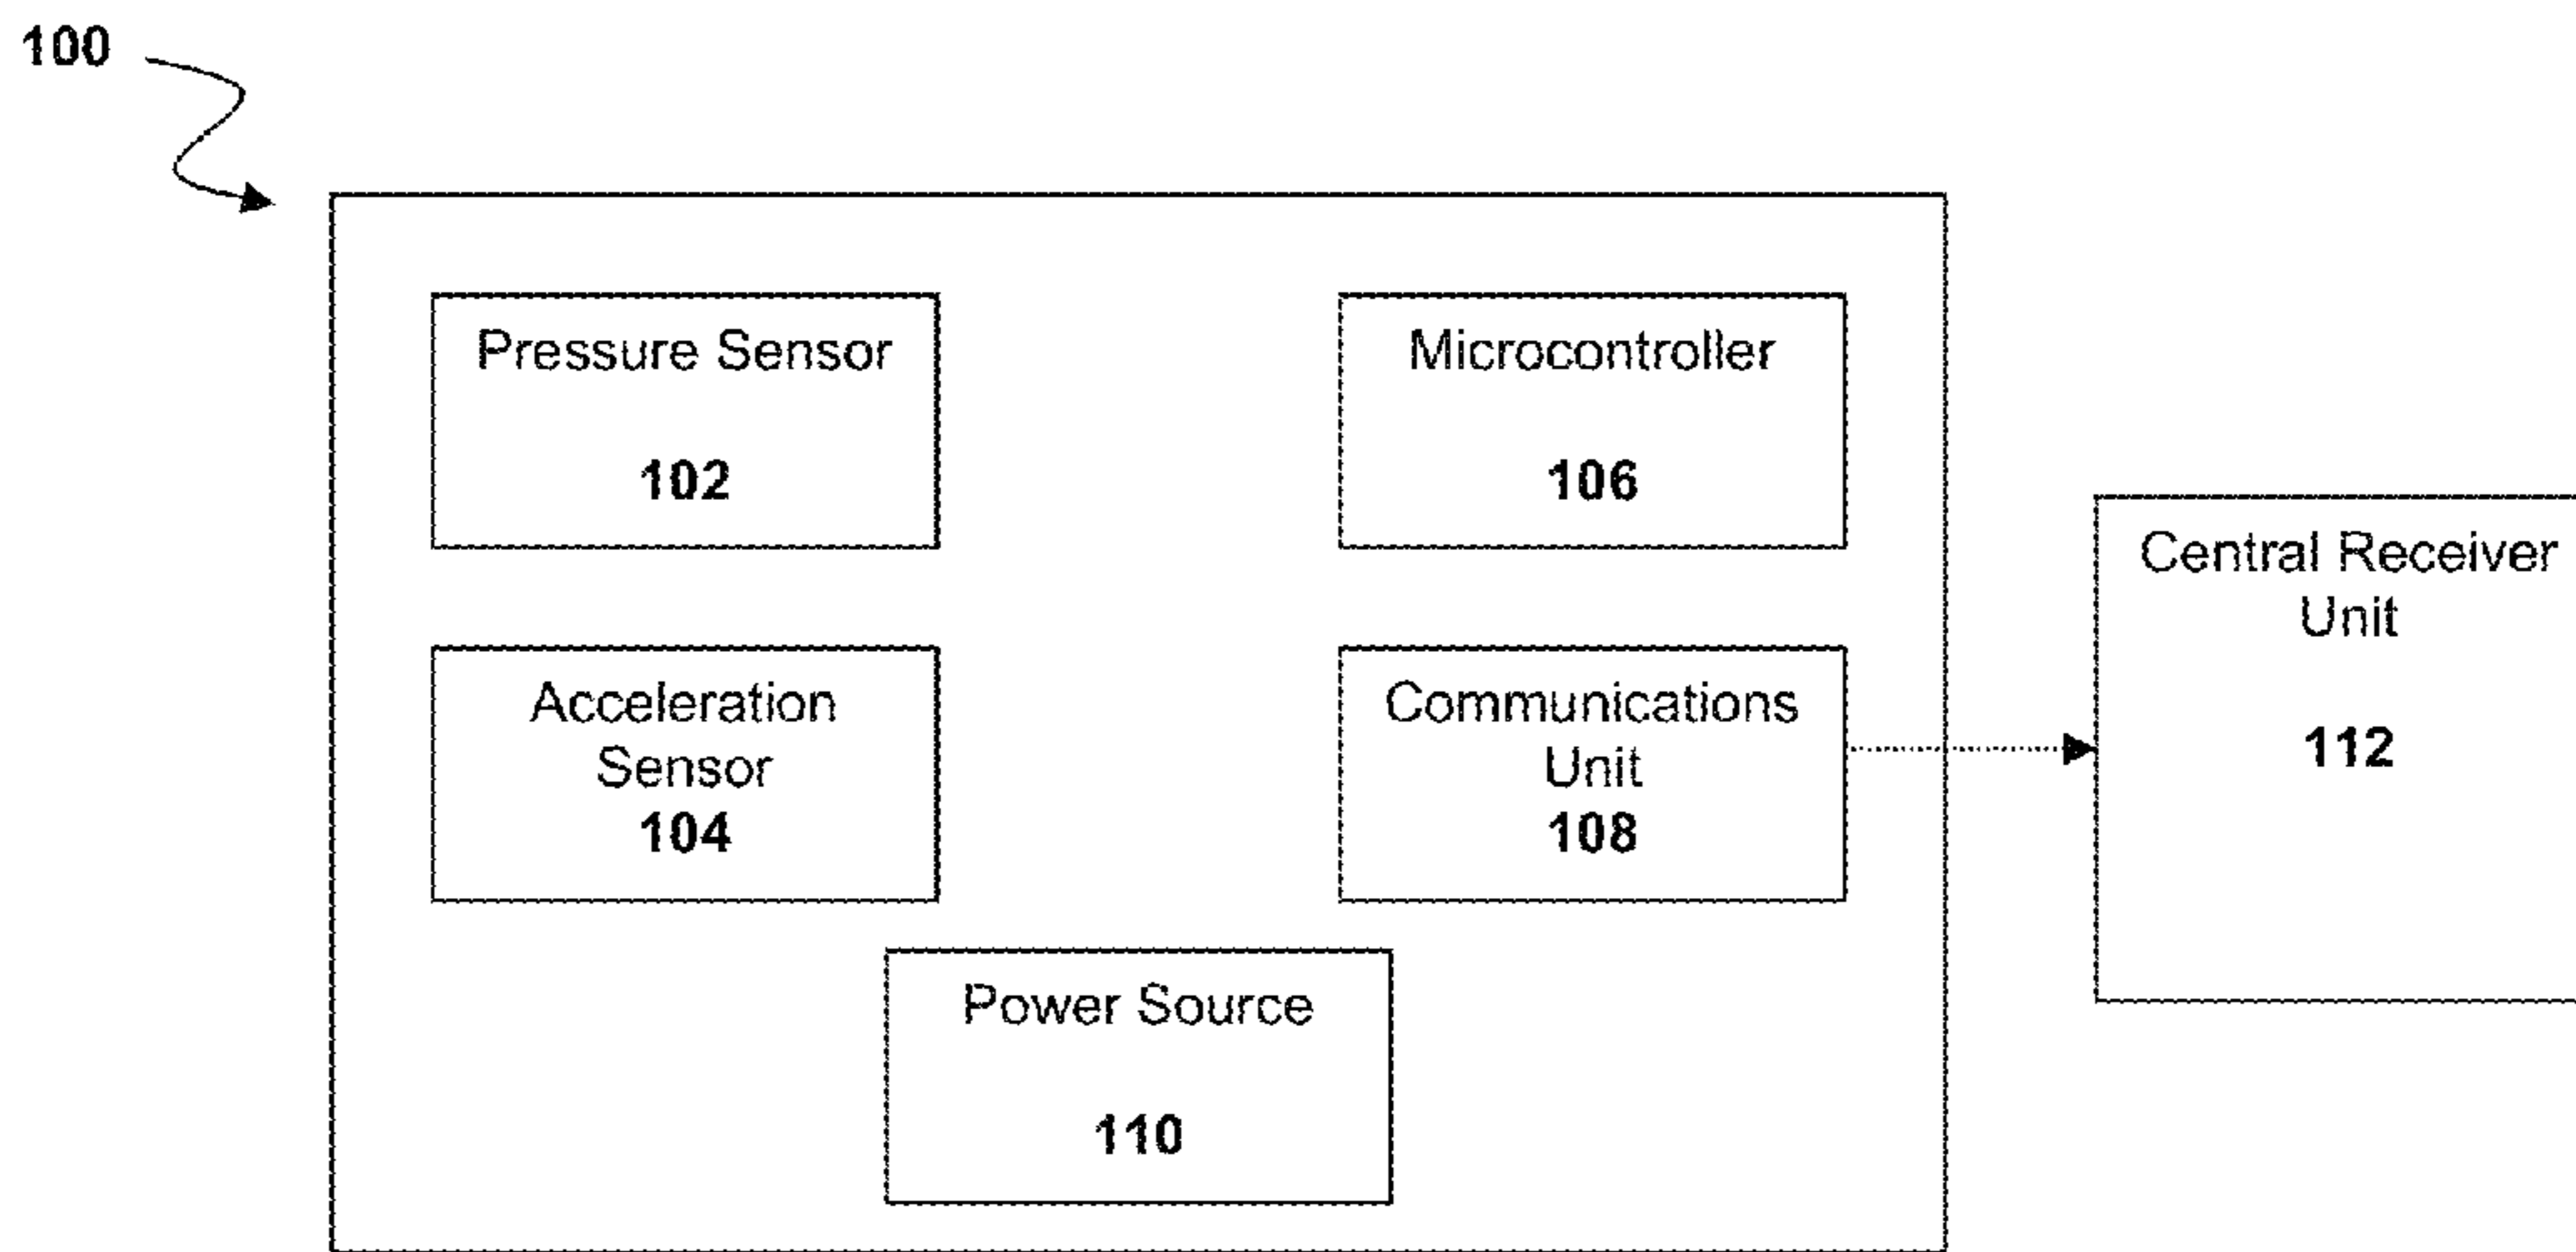 100
Pressure Sensor
102
Microcontroller
106
Acceleration
Sensor
104
Communications
Unit
108
Central Receiver
Unit
112
Power Source
110